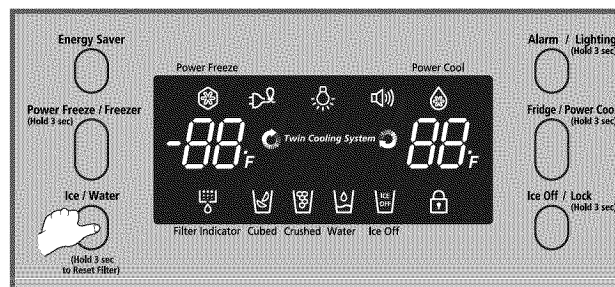 Energy Saver
Power Freeze
Power Cool
Alarm / Lighting
(Hold 3 sec)
Power Freeze / Freezer
(Hold 3 sec)
-88°F
Twin Cooling System
88°F
Fridge / Power Cool
(Hold 3 sec)
Ice / Water
ICE
OFF
Ice Off / Lock
(Hold 3 sec)
Filter Indicator Cubed Crushed Water Ice Off
(Hold 3 sec
to Reset Filter)